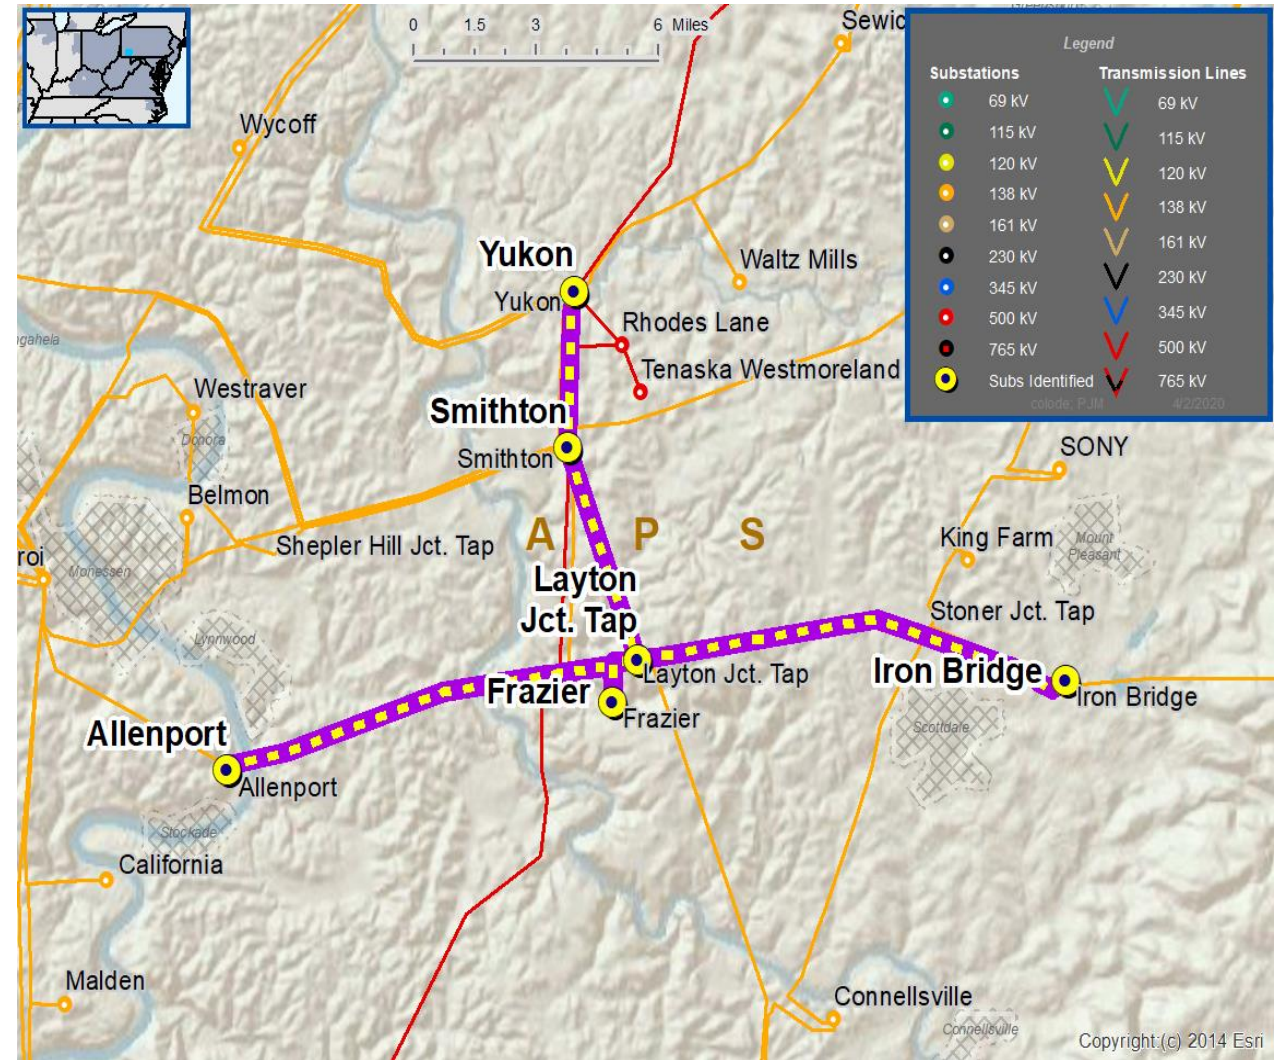 0 1.5 3 6 Miles
Sewic
Legend
Substations
Transmission Lines
69 kV
69 kV
115 kV
115 kV
120 kV
120 kV
138 kV
138 kV
161 kV
161 kV
230 kV
230 kV
345 kV
345 kV
500 kV
500 kV
765 kV
Subs Identified
765 kV
colode: PJM
4/2/2020
Wycoff
Yukon
Yukon
Waltz Mills
Rhodes Lane
ngahela
Tenaska Westmoreland
Westraver
Smithton
Donora
Smithton
SONY
Belmon
A P S
King Farm
Mount
Pleasant
Shepler Hill Jct. Tap
roi
Monessen
Layton
Jct. Tap
Stoner Jct. Tap
Lynnwood
Layton Jct. Tap
Iron Bridge
Iron Bridge
Frazier
Frazier
Scottdale
Allenport
Allenport
Stockade
California
Malden
Connellsville
Connellsville
Copyright:(c) 2014 Esri